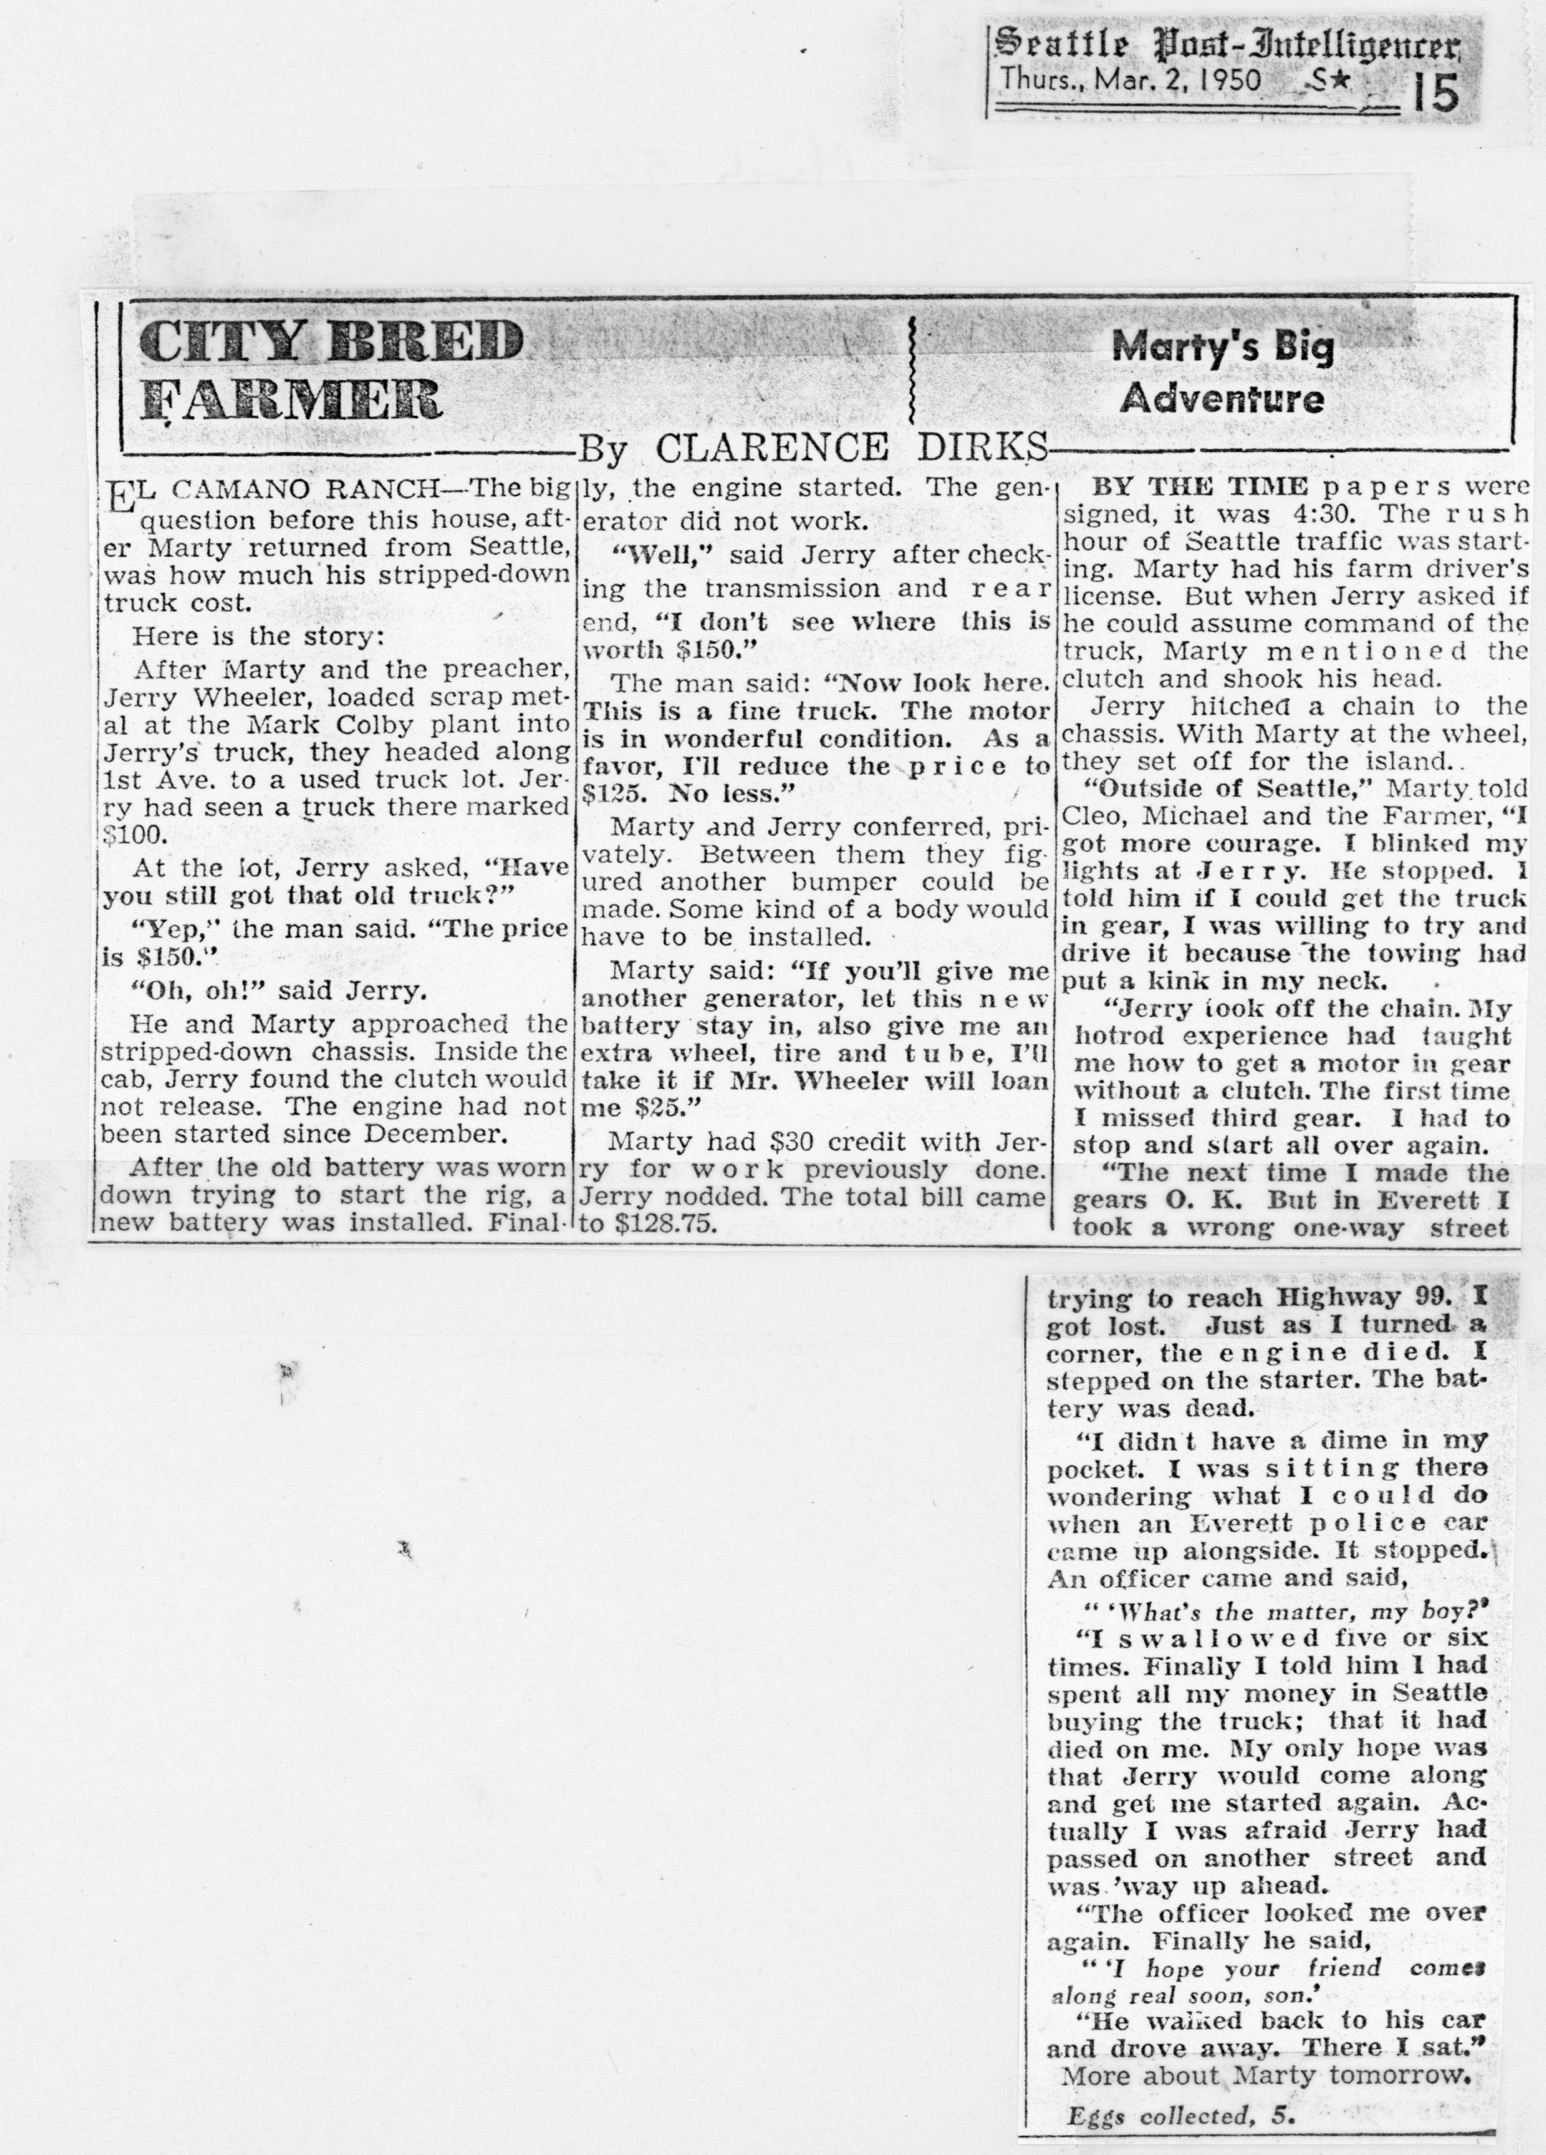 Seattle Post-Intelligencer
Thurs., Mar. 2, 1950 S★ 15
CITY BRED
FARMER
Marty's Big
Adventure
By CLARENCE DIRKS
EL CAMANO RANCH—The big
question before this house, aft-
er Marty returned from Seattle,
was how much his stripped-down
truck cost.
Here is the story:
After Marty and the preacher,
Jerry Wheeler, loaded scrap met-
al at the Mark Colby plant into
Jerry's truck, they headed along
1st Ave. to a used truck lot. Jer-
ry had seen a truck there marked
$100.
At the lot, Jerry asked, "Have
you still got that old truck?"
"Yep," the man said. "The price
is $150."
"Oh, oh!" said Jerry.
He and Marty approached the
stripped-down chassis. Inside the
cab, Jerry found the clutch would
not release. The engine had not
been started since December.
After the old battery was worn
down trying to start the rig, a
new battery was installed. Final-
ly, the engine started. The gen-
erator did not work.
"Well," said Jerry after check-
ing the transmission and rear
end, "I don't see where this is
worth $150."
The man said: "Now look here.
This is a fine truck. The motor
is in wonderful condition. As a
favor, I'll reduce the price to
$125. No less."
Marty and Jerry conferred, pri-
vately. Between them they fig-
ured another bumper could be
made. Some kind of a body would
have to be installed.
Marty said: "If you'll give me
another generator, let this new
battery stay in, also give me an
extra wheel, tire and tube, I'll
take it if Mr. Wheeler will loan
me $25."
Marty had $30 credit with Jer-
ry for work previously done.
Jerry nodded. The total bill came
to $128.75.
BY THE TIME papers were
signed, it was 4:30. The rush
hour of Seattle traffic was start-
ing. Marty had his farm driver's
license. But when Jerry asked if
he could assume command of the
truck, Marty mentioned the
clutch and shook his head.
Jerry hitched a chain to the
chassis. With Marty at the wheel,
they set off for the island.
"Outside of Seattle," Marty told
Cleo, Michael and the Farmer, "I
got more courage. I blinked my
lights at Jerry. He stopped. I
told him if I could get the truck
in gear, I was willing to try and
drive it because the towing had
put a kink in my neck.
"Jerry took off the chain. My
hotrod experience had taught
me how to get a motor in gear
without a clutch. The first time
I missed third gear. I had to
stop and start all over again.
"The next time I made the
gears O. K. But in Everett I
took a wrong one-way street
trying to reach Highway 99. I
got lost. Just as I turned a
corner, the engine died. I
stepped on the starter. The bat-
tery was dead.
"I didn t have a dime in my
pocket. I was sitting there
wondering what I could do
when an Everett police car
came up alongside. It stopped.
An officer came and said,
" 'What's the matter, my boy?'
"I swallowed five or six
times. Finally I told him I had
spent all my money in Seattle
buying the truck; that it had
died on me. My only hope was
that Jerry would come along
and get me started again. Ac-
tually I was afraid Jerry had
passed on another street and
was 'way up ahead.
"The officer looked me over
again. Finally he said,
" 'I hope your friend comes
along real soon, son.'
"He walked back to his car
and drove away. There I sat."
More about Marty tomorrow.
Eggs collected, 5.